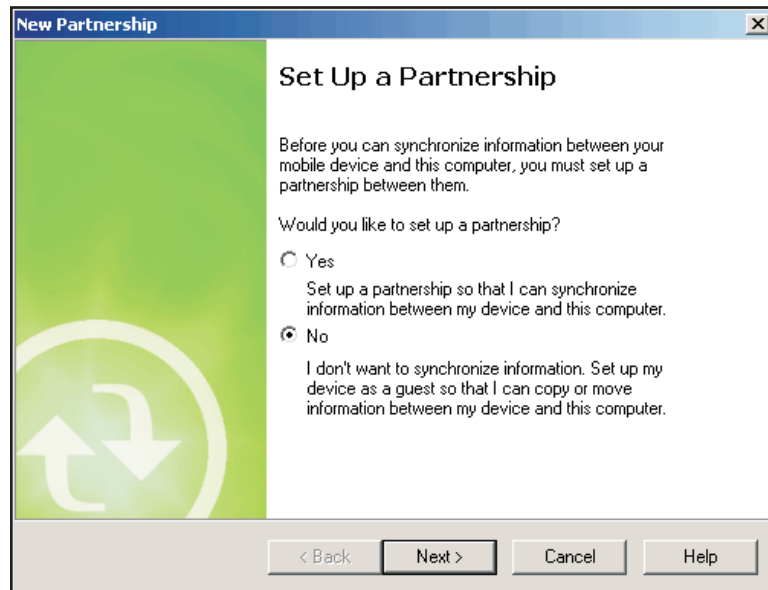 New Partnership
Set Up a Partnership
Before you can synchronize information between your
mobile device and this computer, you must set up a
partnership between them.
Would you like to set up a partnership?
Yes
Set up a partnership so that I can synchronize
information between my device and this computer.
No
I don't want to synchronize information. Set up my
device as a guest so that I can copy or move
information between my device and this computer.
< Back Next > Cancel Help